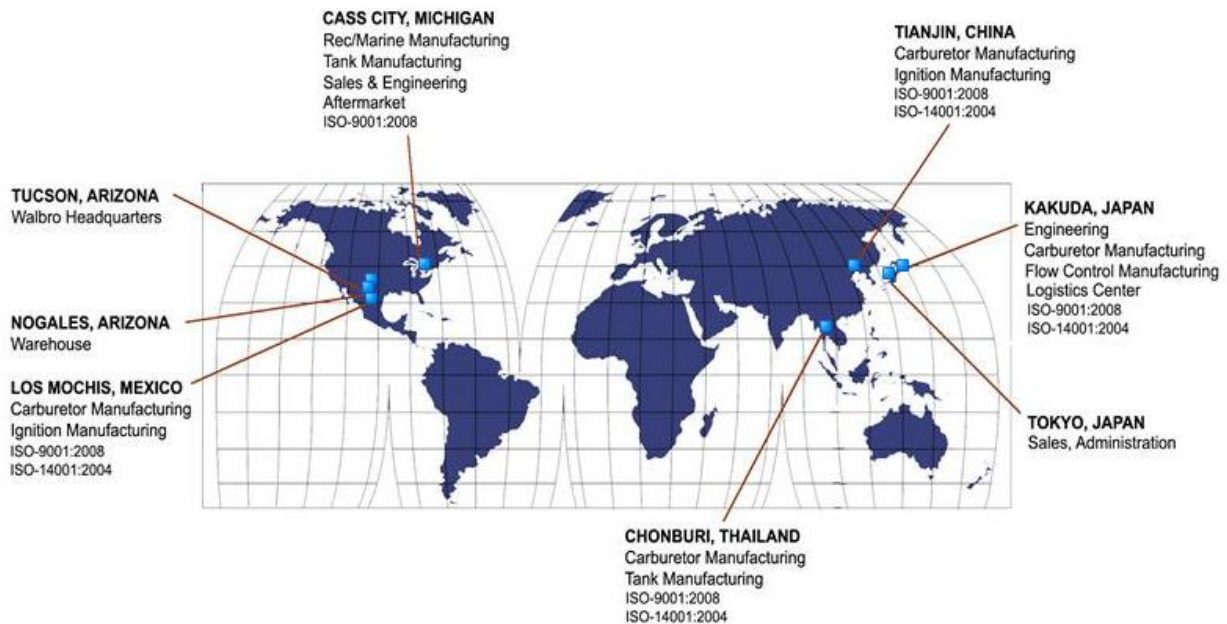 CASS CITY, MICHIGAN
Rec/Marine Manufacturing
Tank Manufacturing
Sales & Engineering
Aftermarket
ISO-9001:2008
TIANJIN, CHINA
Carburetor Manufacturing
Ignition Manufacturing
ISO-9001:2008
ISO-14001:2004
TUCSON, ARIZONA
Walbro Headquarters
KAKUDA, JAPAN
Engineering
Carburetor Manufacturing
Flow Control Manufacturing
Logistics Center
ISO-9001:2008
ISO-14001:2004
NOGALES, ARIZONA
Warehouse
LOS MOCHIS, MEXICO
Carburetor Manufacturing
Ignition Manufacturing
ISO-9001:2008
ISO-14001:2004
TOKYO, JAPAN
Sales, Administration
CHONBURI, THAILAND
Carburetor Manufacturing
Tank Manufacturing
ISO-9001:2008
ISO-14001:2004